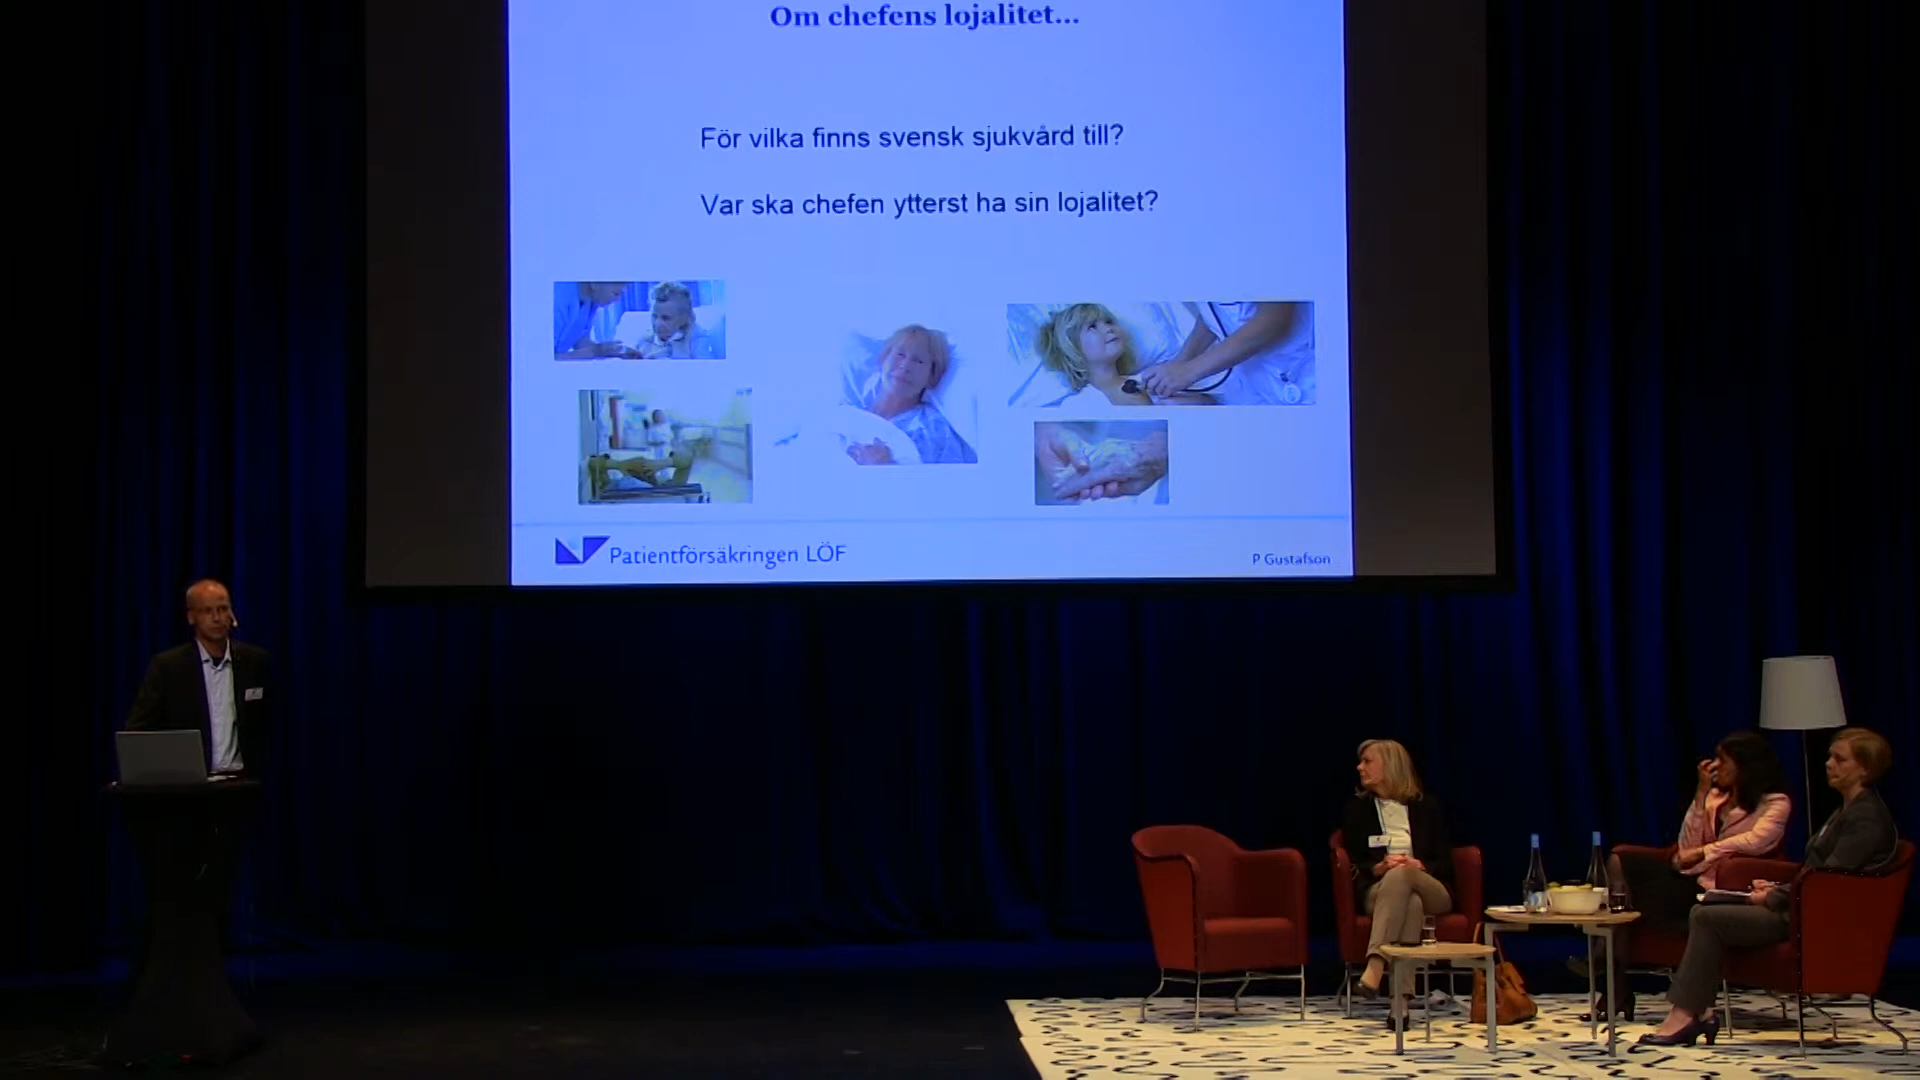 Om chefens lojalitet...
För vilka finns svensk sjukvård till?
Var ska chefen ytterst ha sin lojalitet?
Patientförsäkringen LÖF
P Gustafson